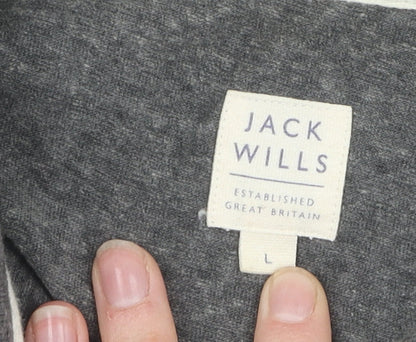 JACK
WILLS
ESTABLISHED
GREAT BRITAIN
L